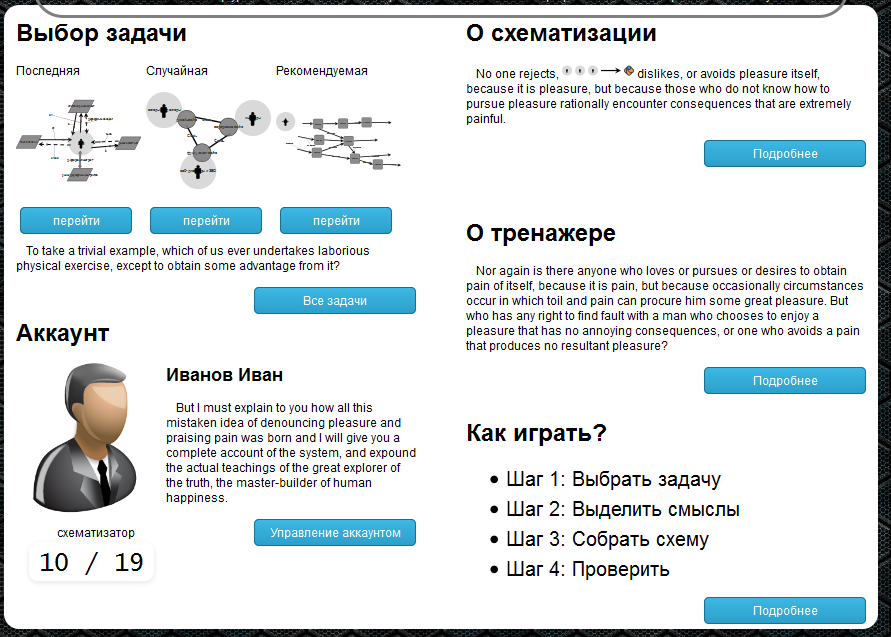 Выбор задачи
Последняя
Случайная
Рекомендуемая
перейти
перейти
перейти
To take a trivial example, which of us ever undertakes laborious
physical exercise, except to obtain some advantage from it?
Все задачи
Аккаунт
Иванов Иван
But I must explain to you how all this
mistaken idea of denouncing pleasure and
praising pain was born and I will give you a
complete account of the system, and expound
the actual teachings of the great explorer of
the truth, the master-builder of human
happiness.
схематизатор
10 / 19
Управление аккаунтом
О схематизации
No one rejects, dislikes, or avoids pleasure itself,
because it is pleasure, but because those who do not know how to
pursue pleasure rationally encounter consequences that are extremely
painful.
Подробнее
О тренажере
Nor again is there anyone who loves or pursues or desires to obtain
pain of itself, because it is pain, but because occasionally circumstances
occur in which toil and pain can procure him some great pleasure. But
who has any right to find fault with a man who chooses to enjoy a
pleasure that has no annoying consequences, or one who avoids a pain
that produces no resultant pleasure?
Подробнее
Как играть?
Шаг 1: Выбрать задачу
Шаг 2: Выделить смыслы
Шаг 3: Собрать схему
Шаг 4: Проверить
Подробнее